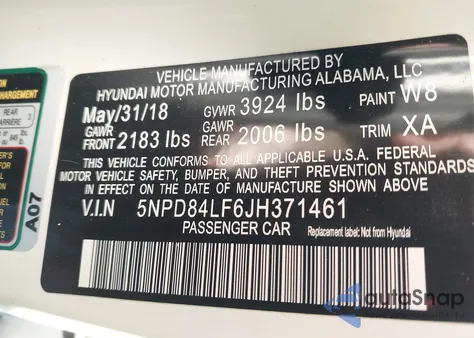 VEHICLE MANUFACTURED BY
HYUNDAI MOTOR MANUFACTURING ALABAMA, LLC
May/31/18 GVWR 3924 lbs PAINT W8
GAWR FRONT 2183 lbs GAWR REAR 2006 lbs TRIM XA
THIS VEHICLE CONFORMS TO ALL APPLICABLE U.S.A. FEDERAL
MOTOR VEHICLE SAFETY, BUMPER, AND THEFT PREVENTION STANDARDS
IN EFFECT ON THE DATE OF MANUFACTURE SHOWN ABOVE.
V.I.N 5NPD84LF6JH371461
PASSENGER CAR Replacement label: Not from Hyundai
REAR
ARRIÈRE 3
A07
autoSnap